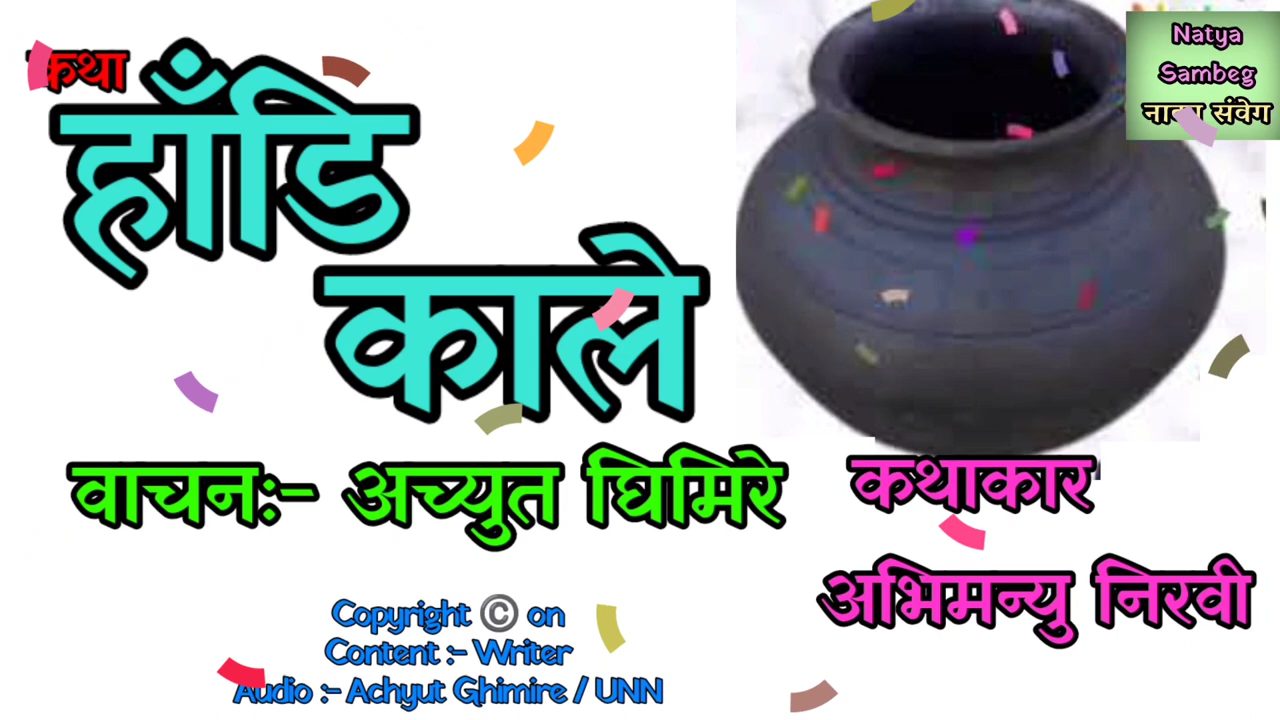 कथा
हाँडि
काले
वाचनः- अच्युत घिमिरे
कथाकार
अभिमन्यु निरवी
Copyright © on
Content :- Writer
Audio :- Achyut Ghimire / UNN
Natya
Sambeg
नाट्य संवेग